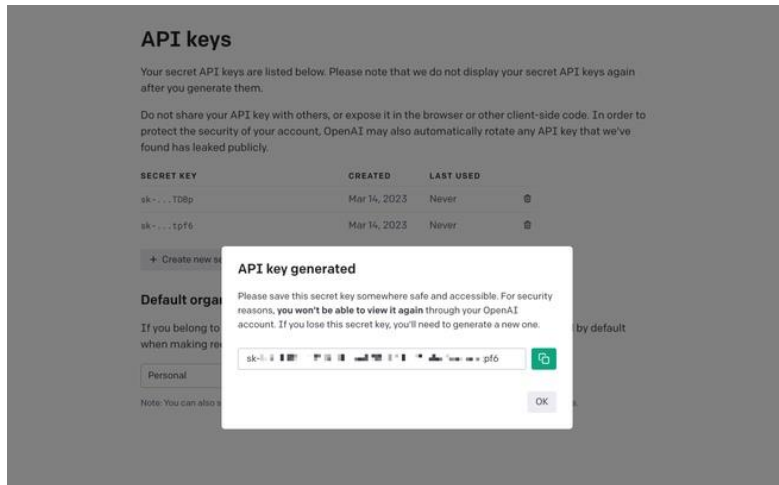 API keys
Your secret API keys are listed below. Please note that we do not display your secret API keys again
after you generate them.
Do not share your API key with others, or expose it in the browser or other client-side code. In order to
protect the security of your account, OpenAI may also automatically rotate any API key that we've
found has leaked publicly.
SECRET KEY CREATED LAST USED
sk-...TDBp Mar 14, 2023 Never
sk-...tpf6 Mar 14, 2023 Never
+ Create new se
API key generated
Please save this secret key somewhere safe and accessible. For security
reasons, you won't be able to view it again through your OpenAI
account. If you lose this secret key, you'll need to generate a new one.
sk- pf6
OK
Default organ
If you belong to by default
when making re
Personal
Note: You can also s